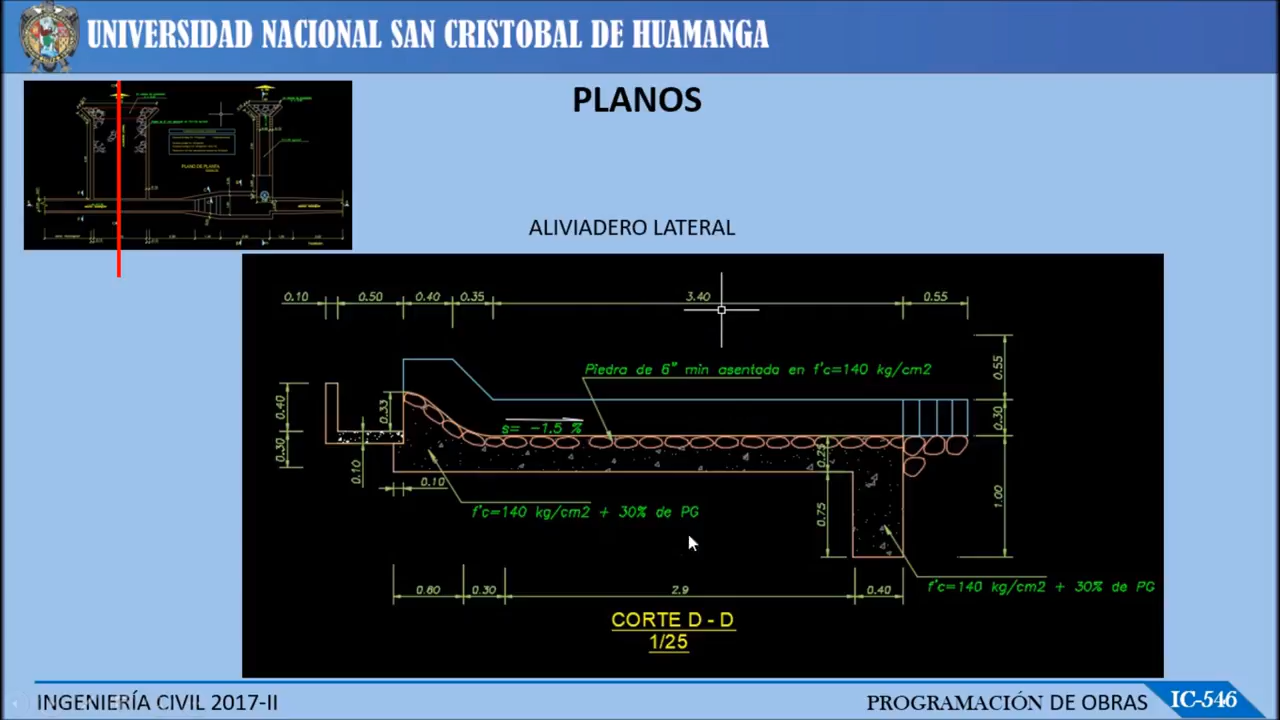 UNIVERSIDAD NACIONAL SAN CRISTOBAL DE HUAMANGA
PLANOS
PLANO DE PLANTA
ALIVIADERO LATERAL
0.10 0.50 0.40 0.35 3.40 0.55
Piedra de 6" min asentada en f'c=140 kg/cm2
0.55
0.40
0.33
0.30
s= -1.5 %
0.30
0.10
0.25
0.10
f'c=140 kg/cm2 + 30% de PG
0.75
1.00
f'c=140 kg/cm2 + 30% de PG
0.60 0.30 2.9 0.40
CORTE D - D
1/25
INGENIERÍA CIVIL 2017-II
PROGRAMACIÓN DE OBRAS
IC-546